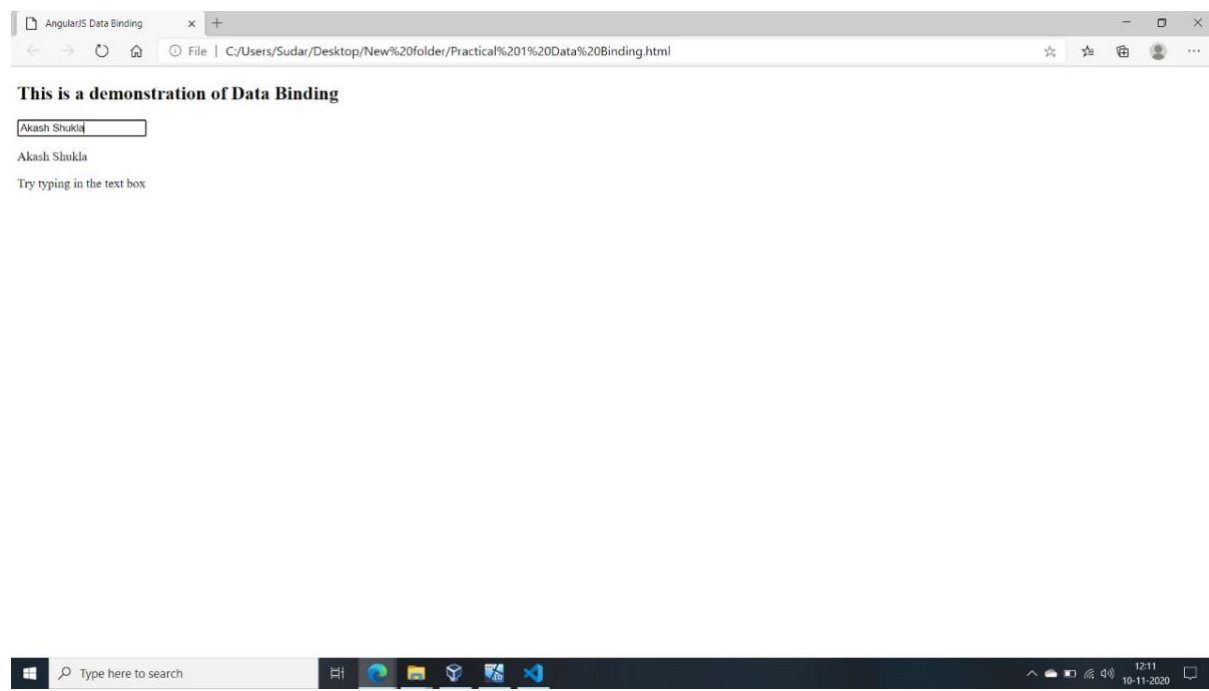 AngularJS Data Binding
File | C:/Users/Sudar/Desktop/New%20folder/Practical%201%20Data%20Binding.html
This is a demonstration of Data Binding
Akash Shukla
Akash Shukla
Try typing in the text box
Type here to search
12:11
10-11-2020